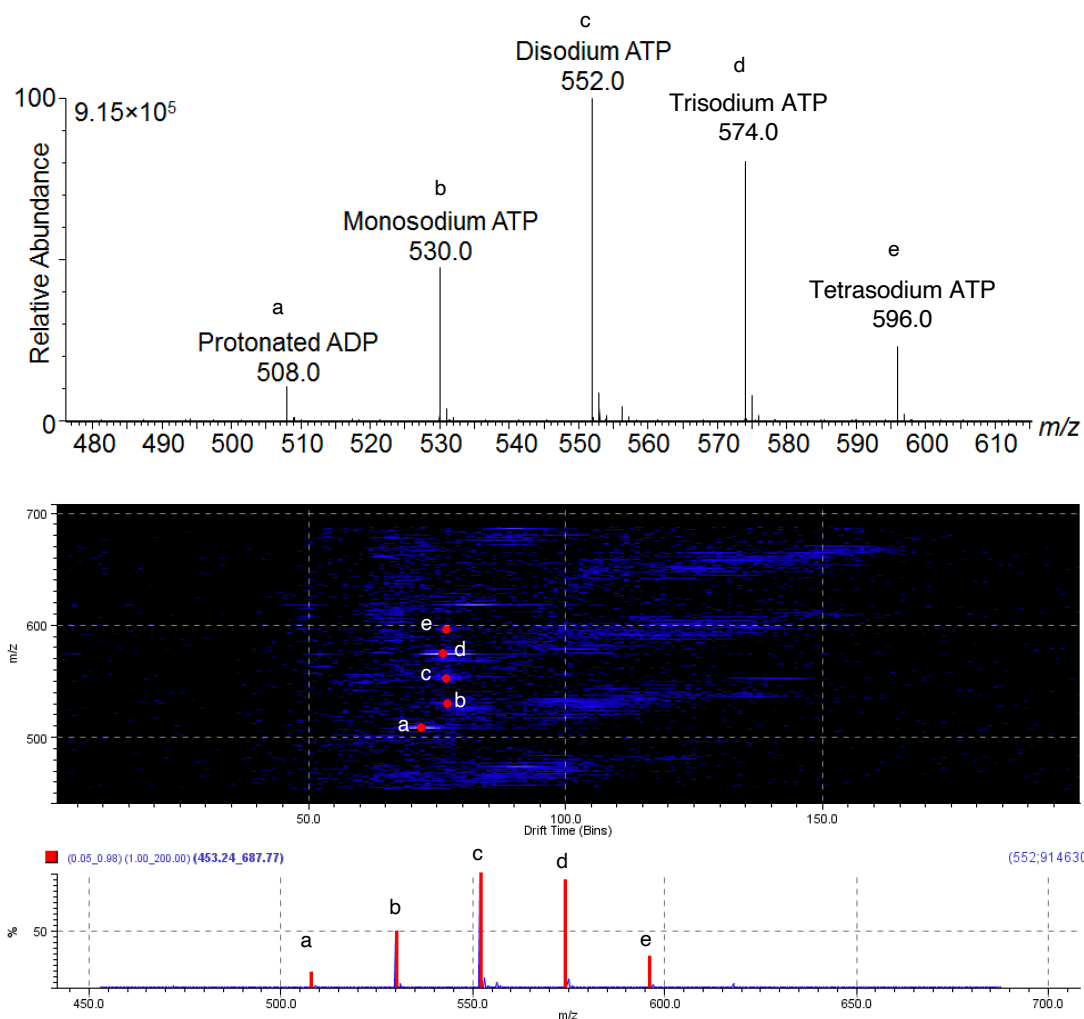 c
Disodium ATP
552.0
d
Trisodium ATP
574.0
100
9.15×10⁵
b
Monosodium ATP
530.0
e
Tetrasodium ATP
596.0
a
Protonated ADP
508.0
Relative Abundance
0
480 490 500 510 520 530 540 550 560 570 580 590 600 610 m/z
700
e
600
d
c
b
a
500
m/z
50.0 100.0 150.0
Drift Time (Bins)
(0.05_0.98) (1.00_200.00) (453.24_687.77) (552;914630
c
d
b
50
%
a
e
450.0 500.0 550.0 600.0 650.0 700.0
m/z